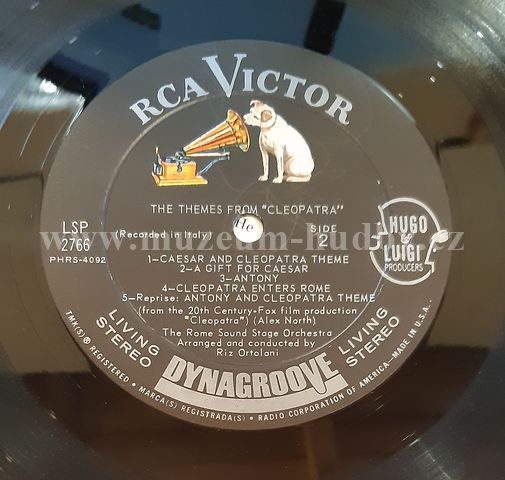 RCA VICTOR
THE THEMES FROM "CLEOPATRA"
LSP
2766
PHRS-4092
(Recorded in Italy)
SIDE
2
HUGO
&
LUIGI
PRODUCERS
www.muzeum-hudby.cz
1-CAESAR AND CLEOPATRA THEME
2-A GIFT FOR CAESAR
3-ANTONY
4-CLEOPATRA ENTERS ROME
5-Reprise: ANTONY AND CLEOPATRA THEME
(from the 20th Century-Fox film production
"Cleopatra") (Alex North)
The Rome Sound Stage Orchestra
Arranged and conducted by
Riz Ortolani
LIVING
STEREO
DYNAGROOVE
LIVING
STEREO
TMK(S) ® REGISTERED • MARCA(S) REGISTRADA(S) • RADIO CORPORATION OF AMERICA—MADE IN U.S.A.